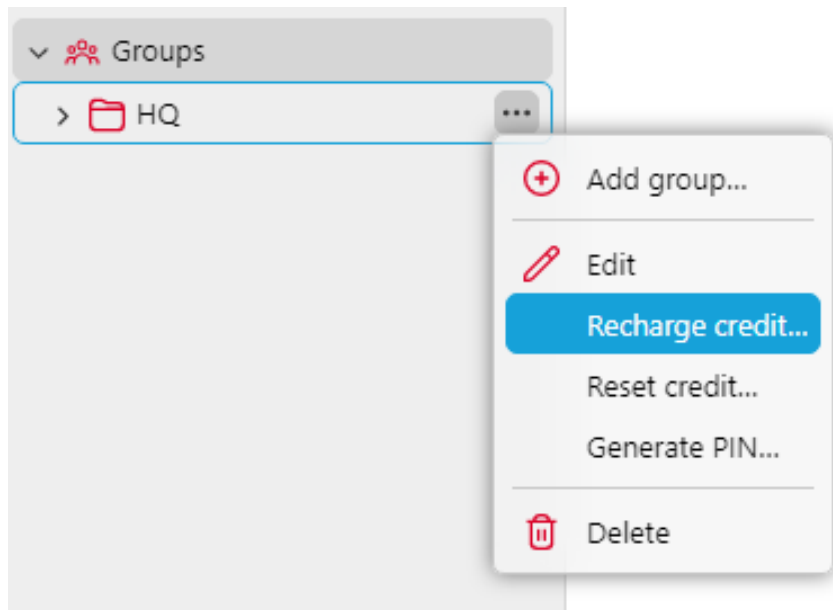 Groups
HQ
Add group...
Edit
Recharge credit...
Reset credit...
Generate PIN...
Delete